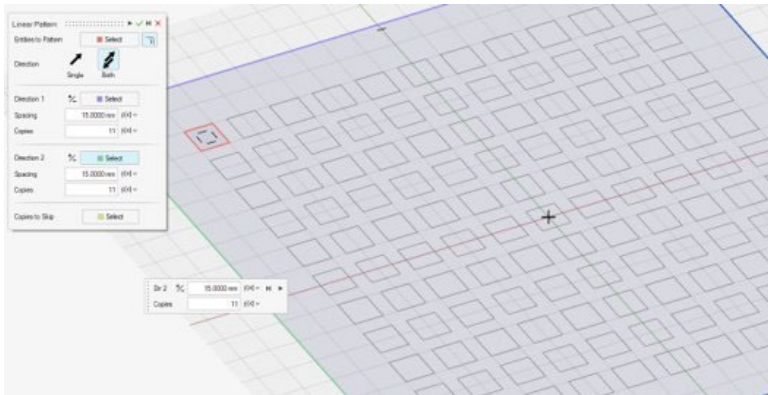 Linear Pattern
Entities to Pattern Select
Direction
Single Both
Direction 1 Select
Spacing 15.0000 mm f(x)
Copies 11 f(x)
Direction 2 Select
Spacing 15.0000 mm f(x)
Copies 11 f(x)
Copies to Skip Select
Dir 2 15.0000 mm f(x)
Copies 11 f(x)